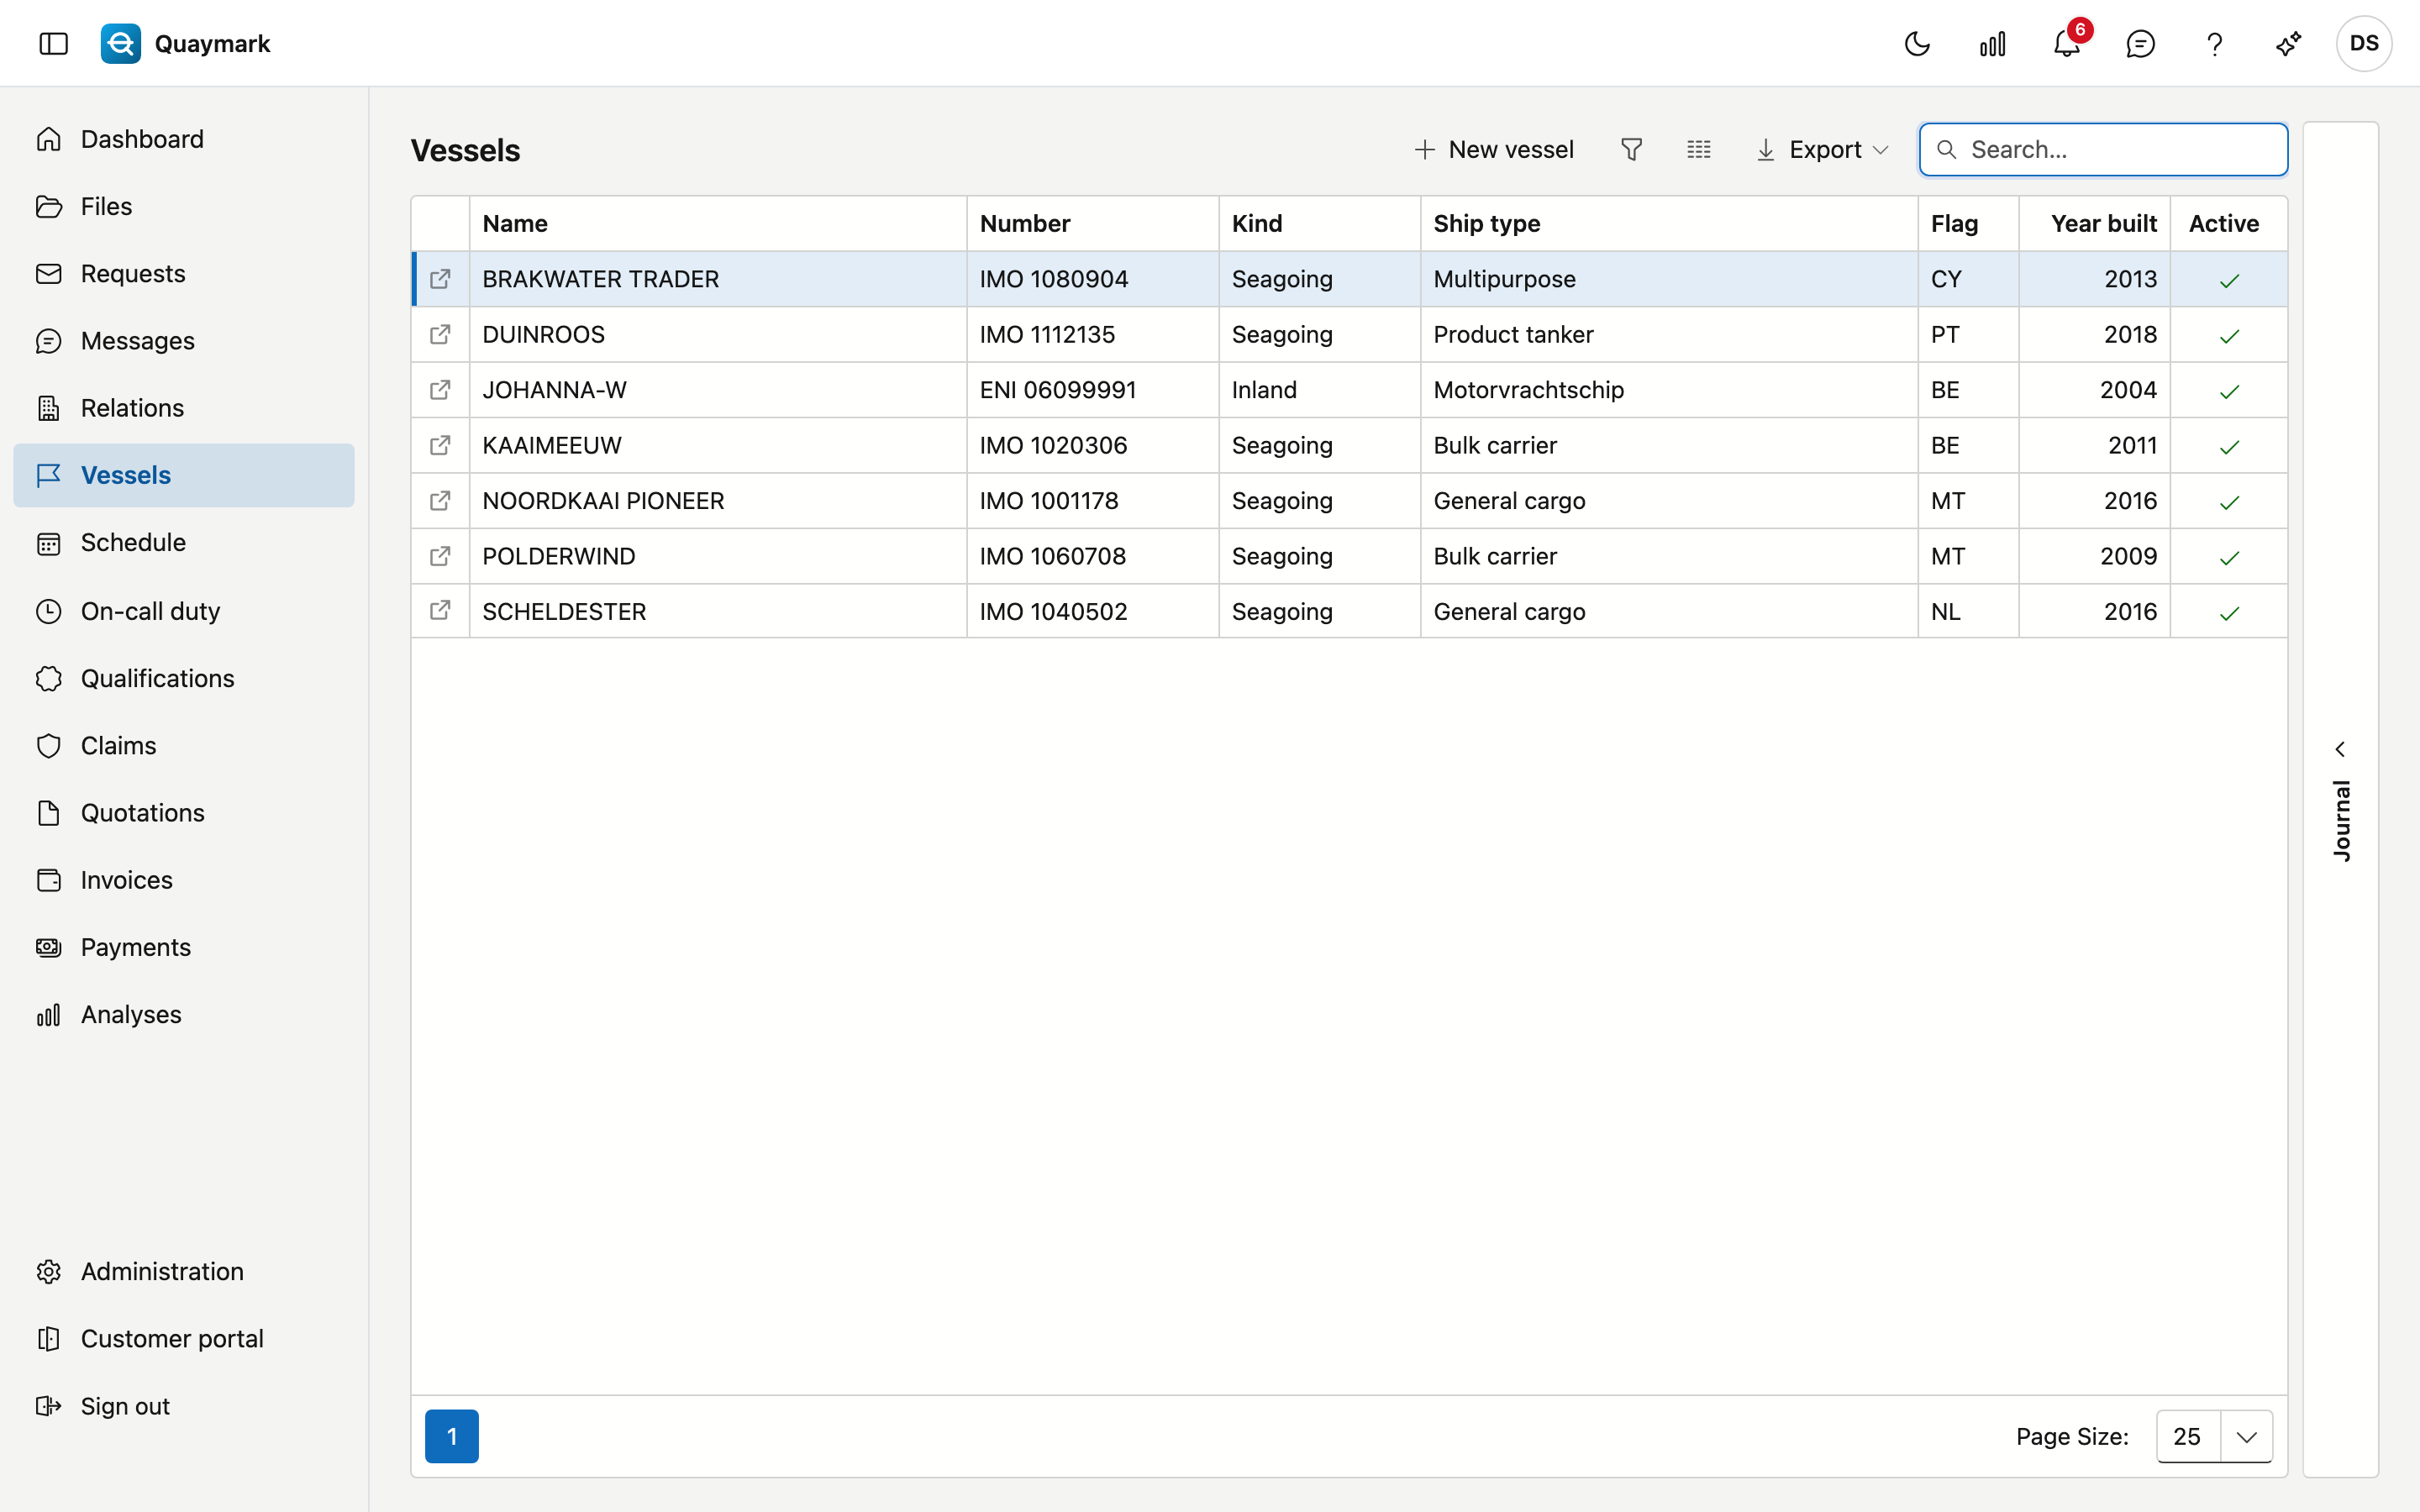 Quaymark
6
DS
Dashboard
Files
Requests
Messages
Relations
Vessels
Schedule
On-call duty
Qualifications
Claims
Quotations
Invoices
Payments
Analyses
Administration
Customer portal
Sign out
Vessels
New vessel
Export
Search...
Name Number Kind Ship type Flag Year built Active
BRAKWATER TRADER IMO 1080904 Seagoing Multipurpose CY 2013
DUINROOS IMO 1112135 Seagoing Product tanker PT 2018
JOHANNA-W ENI 06099991 Inland Motorvrachtschip BE 2004
KAAIMEEUW IMO 1020306 Seagoing Bulk carrier BE 2011
NOORDKAAI PIONEER IMO 1001178 Seagoing General cargo MT 2016
POLDERWIND IMO 1060708 Seagoing Bulk carrier MT 2009
SCHELDESTER IMO 1040502 Seagoing General cargo NL 2016
1
Page Size: 25
Journal